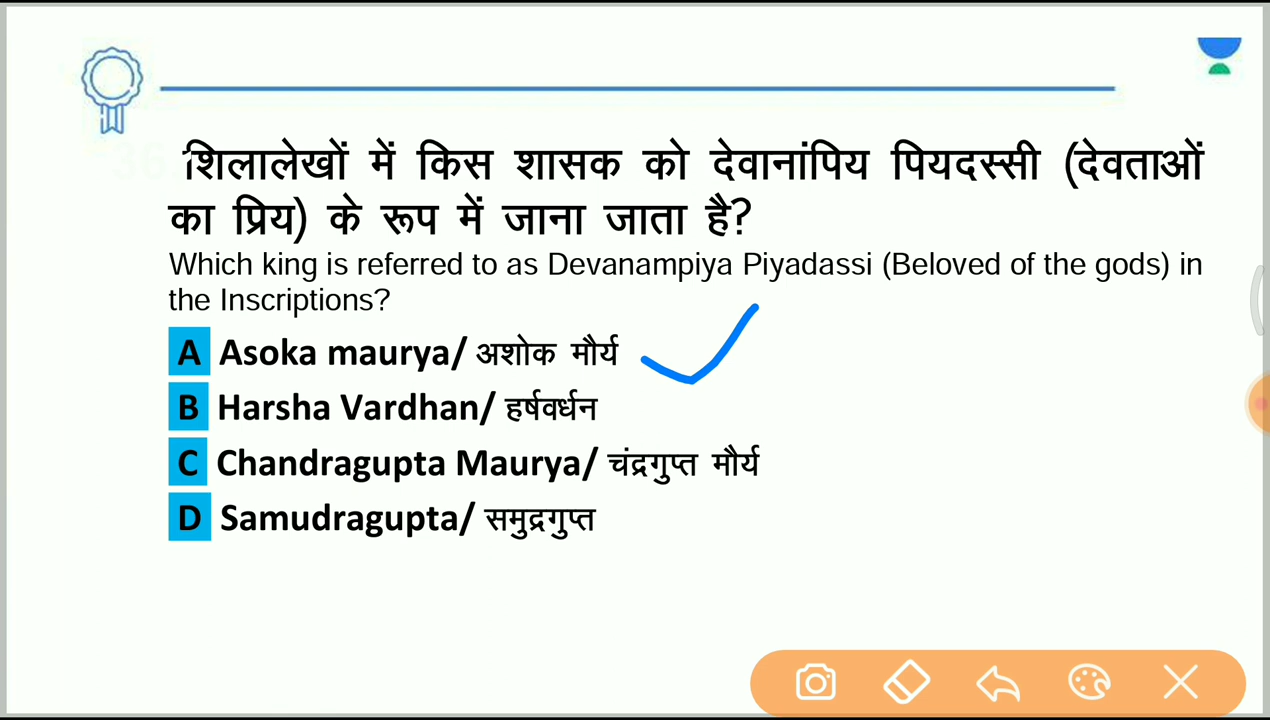 शिलालेखों में किस शासक को देवानांपिय पियदस्सी (देवताओं
का प्रिय) के रूप में जाना जाता है?
Which king is referred to as Devanampiya Piyadassi (Beloved of the gods) in
the Inscriptions?
A Asoka maurya/ अशोक मौर्य
B Harsha Vardhan/ हर्षवर्धन
C Chandragupta Maurya/ चंद्रगुप्त मौर्य
D Samudragupta/ समुद्रगुप्त